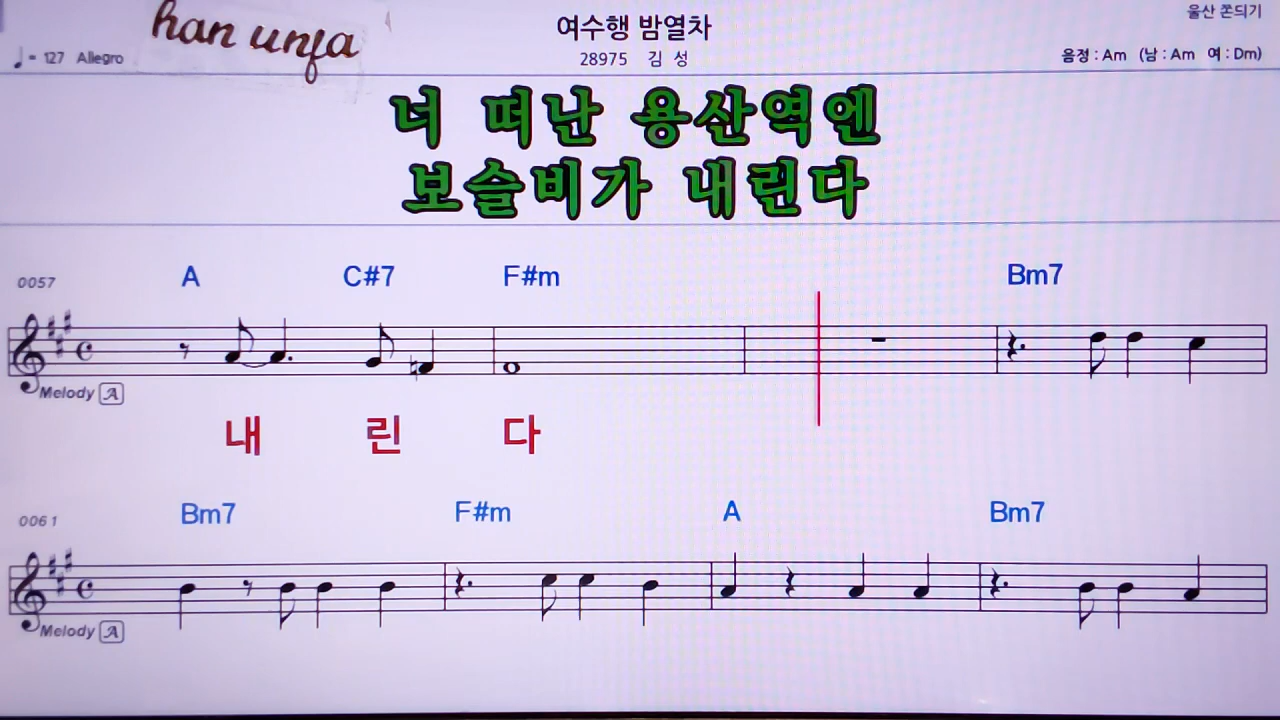 han unja
여수행 밤열차
울산 쫀듸기
♩= 127 Allegro
28975 김 성
음정 : Am (남 : Am 여 : Dm)
너 떠난 용산역엔
보슬비가 내린다
0057
A C#7 F#m Bm7
Melody A
내 린 다
0061
Bm7 F#m A Bm7
Melody A